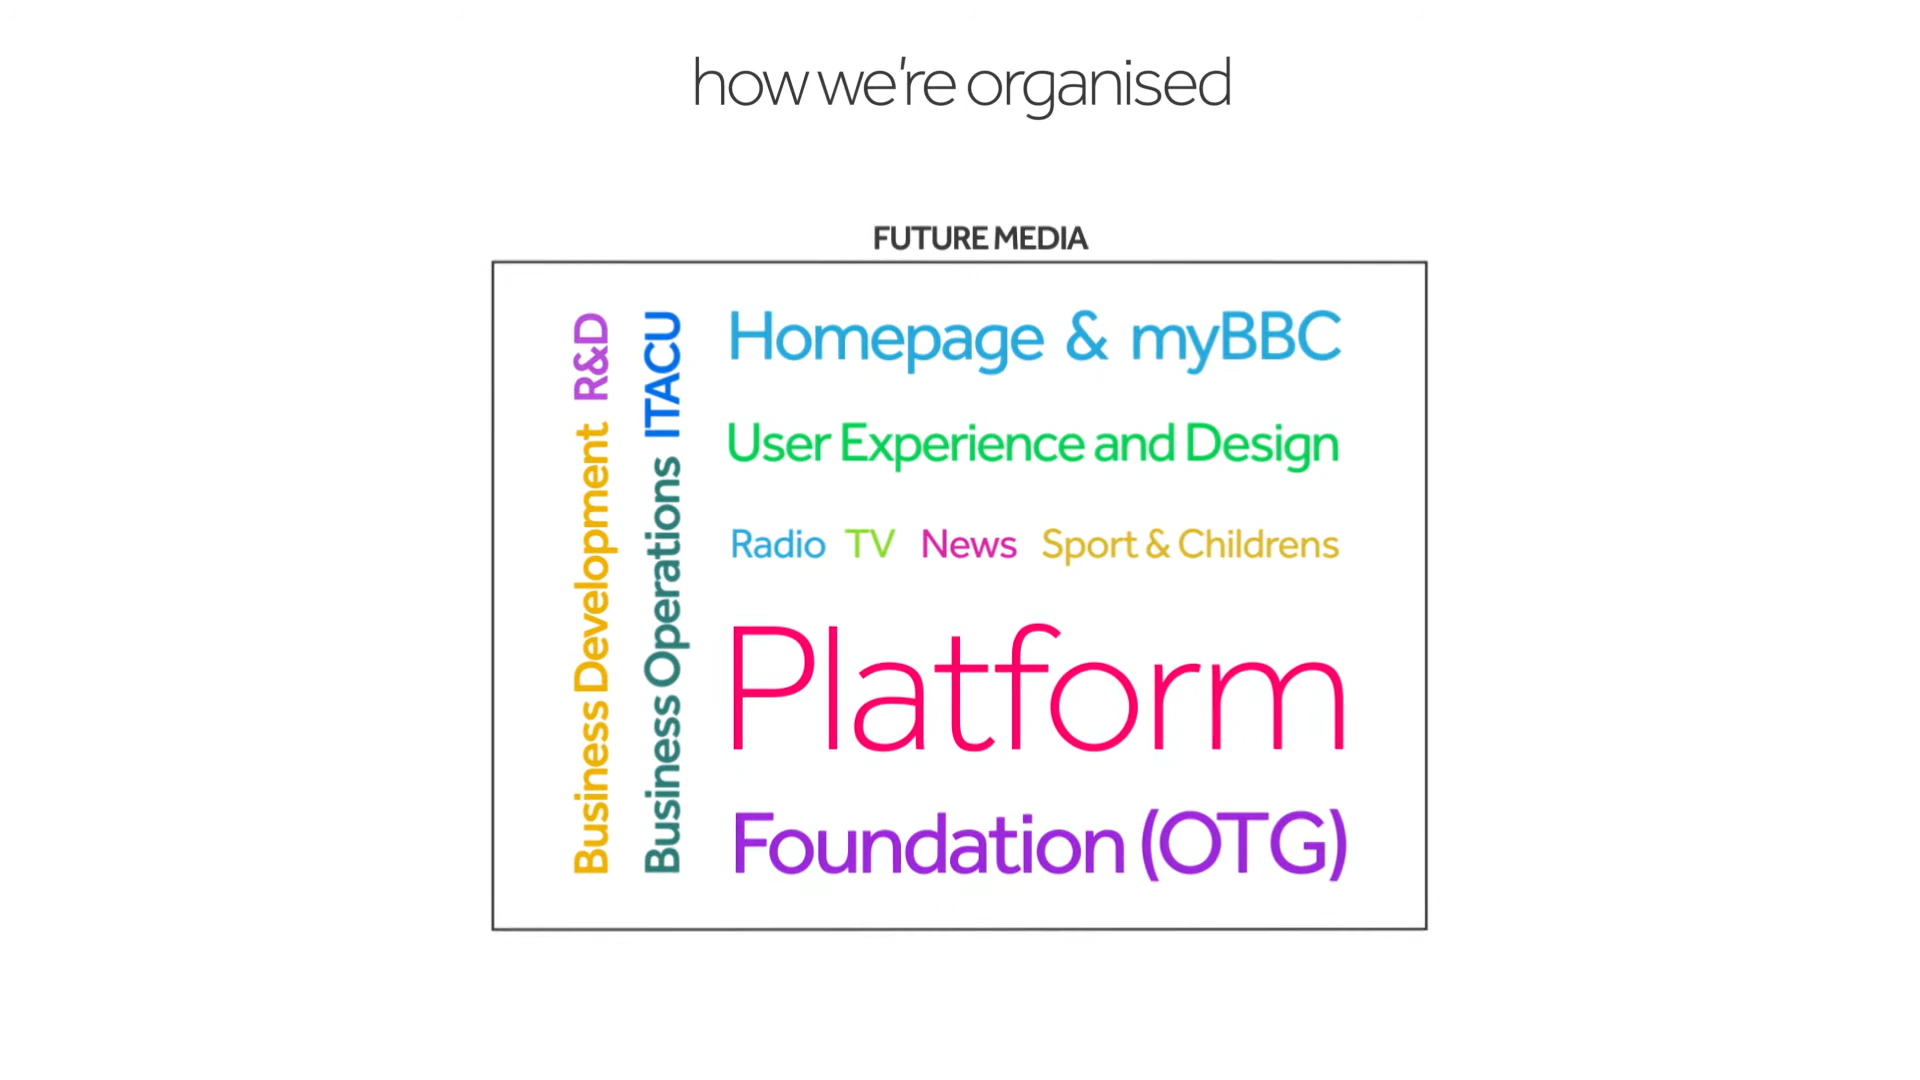 how we're organised
FUTURE MEDIA
Business Development R&D
Business Operations ITACU
Homepage & myBBC
User Experience and Design
Radio TV News Sport & Childrens
Platform
Foundation (OTG)